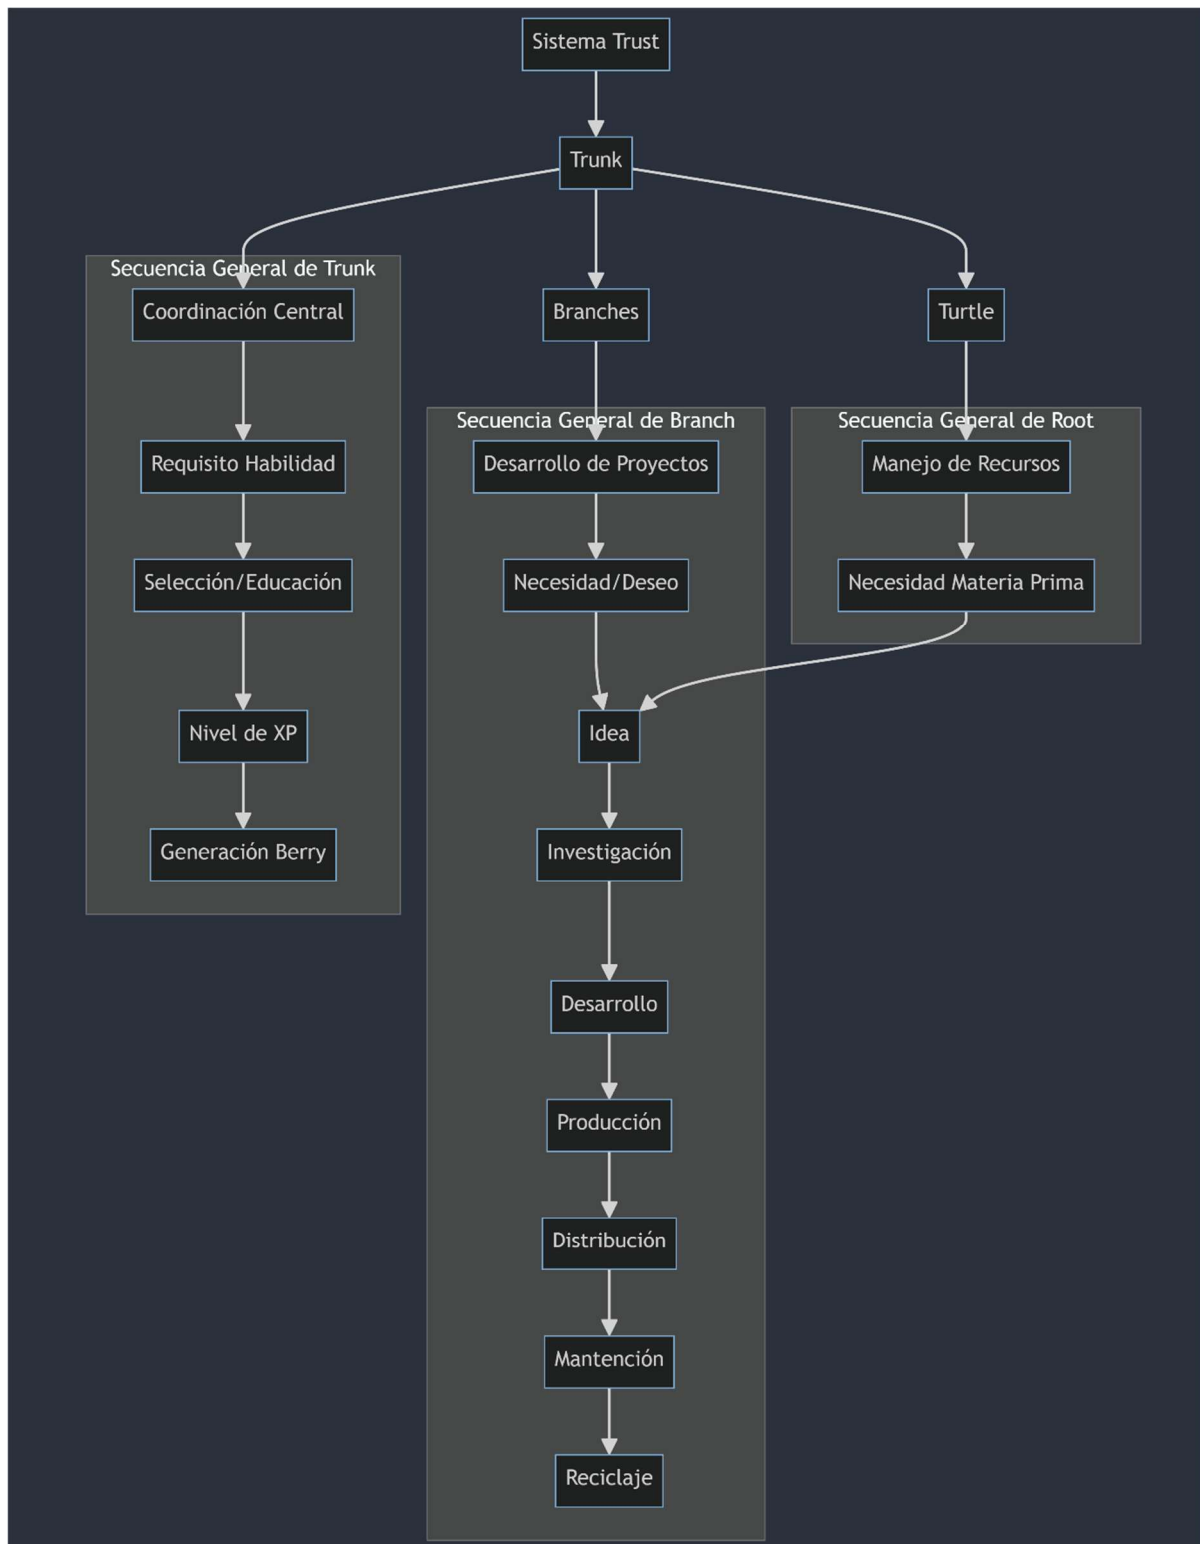 Sistema Trust
Trunk
Secuencia General de Trunk
Coordinación Central
Branches
Turtle
Secuencia General de Branch
Secuencia General de Root
Requisito Habilidad
Desarrollo de Proyectos
Manejo de Recursos
Selección/Educación
Necesidad/Deseo
Necesidad Materia Prima
Nivel de XP
Idea
Generación Berry
Investigación
Desarrollo
Producción
Distribución
Mantención
Reciclaje